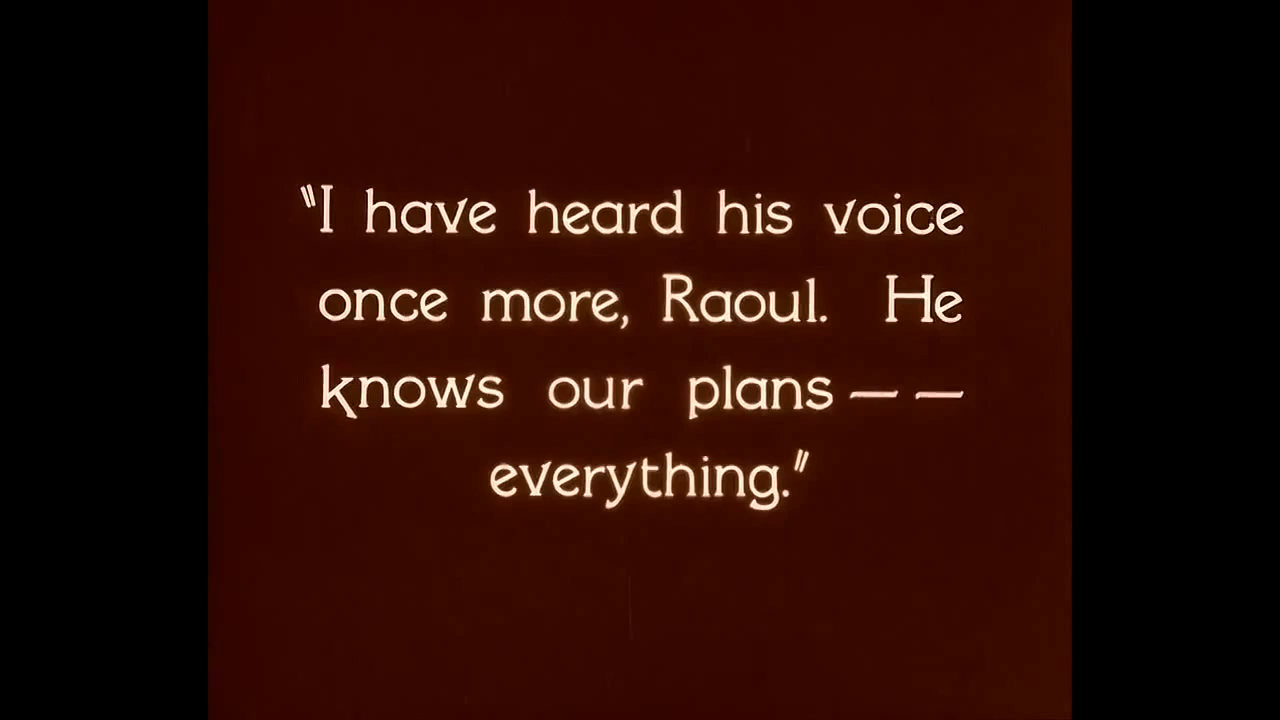 "I have heard his voice
once more, Raoul. He
knows our plans — —
everything."